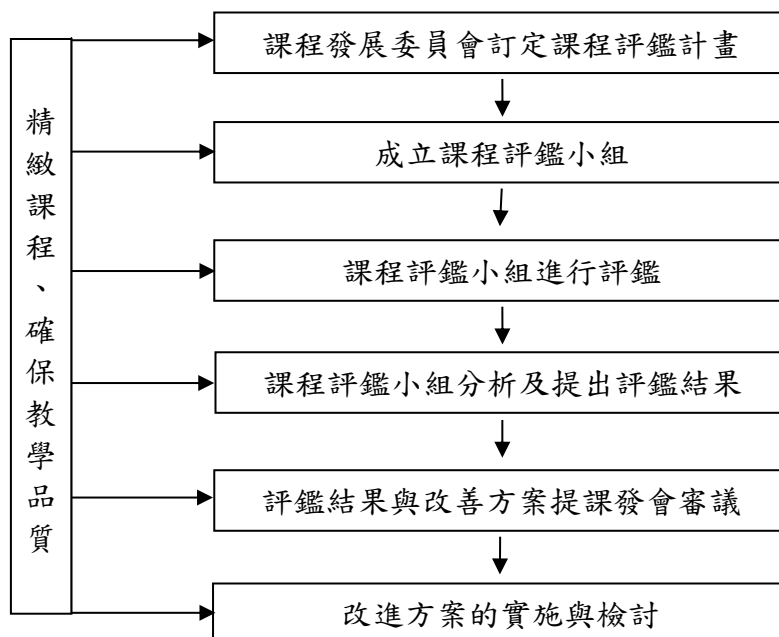 精緻課程、確保教學品質
課程發展委員會訂定課程評鑑計畫
成立課程評鑑小組
課程評鑑小組進行評鑑
課程評鑑小組分析及提出評鑑結果
評鑑結果與改善方案提課發會審議
改進方案的實施與檢討